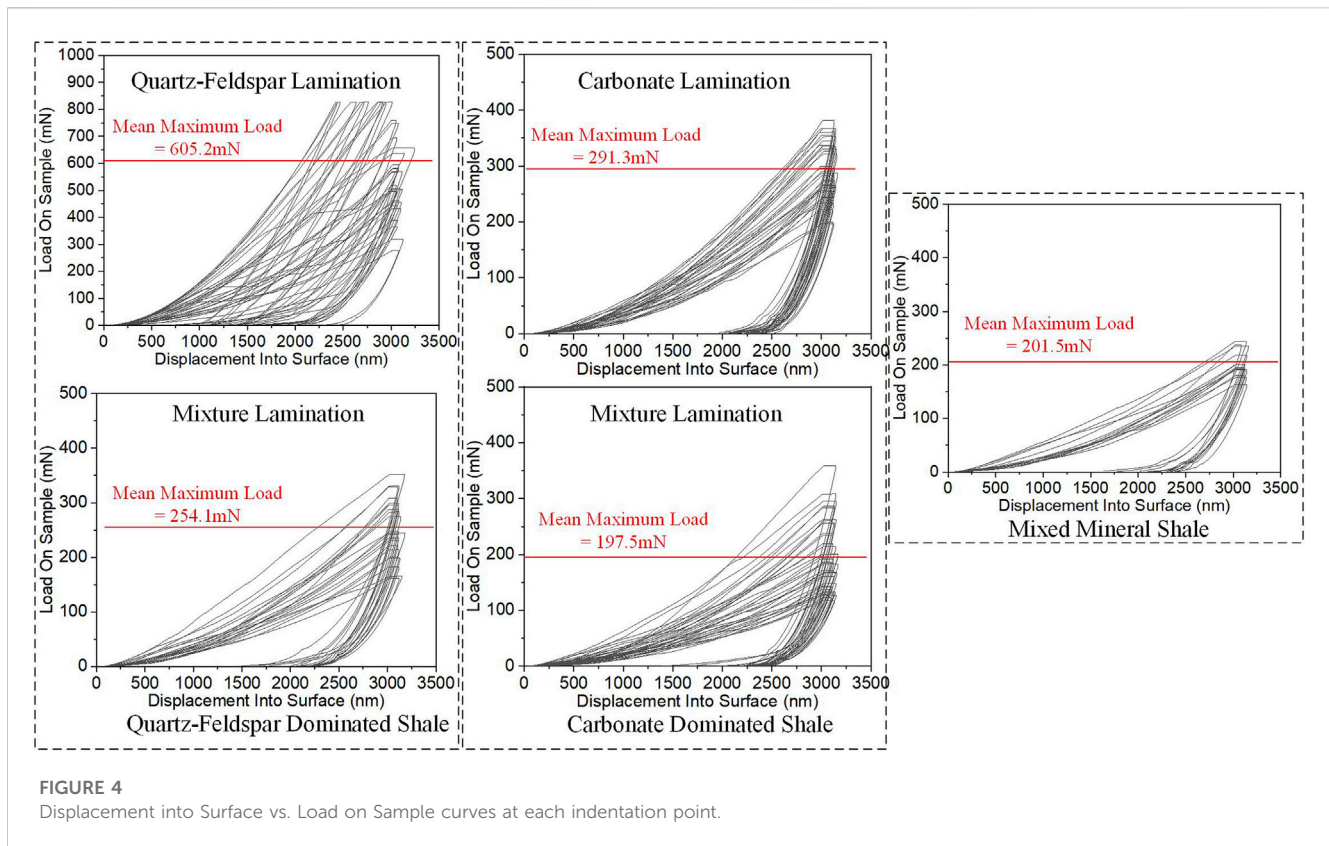 Quartz-Feldspar Lamination
Mean Maximum Load
= 605.2mN
Load On Sample (mN)
1000
900
800
700
600
500
400
300
200
100
0
0 500 1000 1500 2000 2500 3000 3500
Displacement Into Surface (nm)
Carbonate Lamination
Mean Maximum Load
= 291.3mN
Load On Sample (mN)
500
400
300
200
100
0
0 500 1000 1500 2000 2500 3000 3500
Displacement Into Surface (nm)
Mixture Lamination
Mean Maximum Load
= 254.1mN
Load On Sample (mN)
500
400
300
200
100
0
0 500 1000 1500 2000 2500 3000 3500
Displacement Into Surface (nm)
Quartz-Feldspar Dominated Shale
Mixture Lamination
Mean Maximum Load
= 197.5mN
Load On Sample (mN)
500
400
300
200
100
0
0 500 1000 1500 2000 2500 3000 3500
Displacement Into Surface (nm)
Carbonate Dominated Shale
Mean Maximum Load
= 201.5mN
Load On Sample (mN)
500
400
300
200
100
0
0 500 1000 1500 2000 2500 3000 3500
Displacement Into Surface (nm)
Mixed Mineral Shale
FIGURE 4
Displacement into Surface vs. Load on Sample curves at each indentation point.